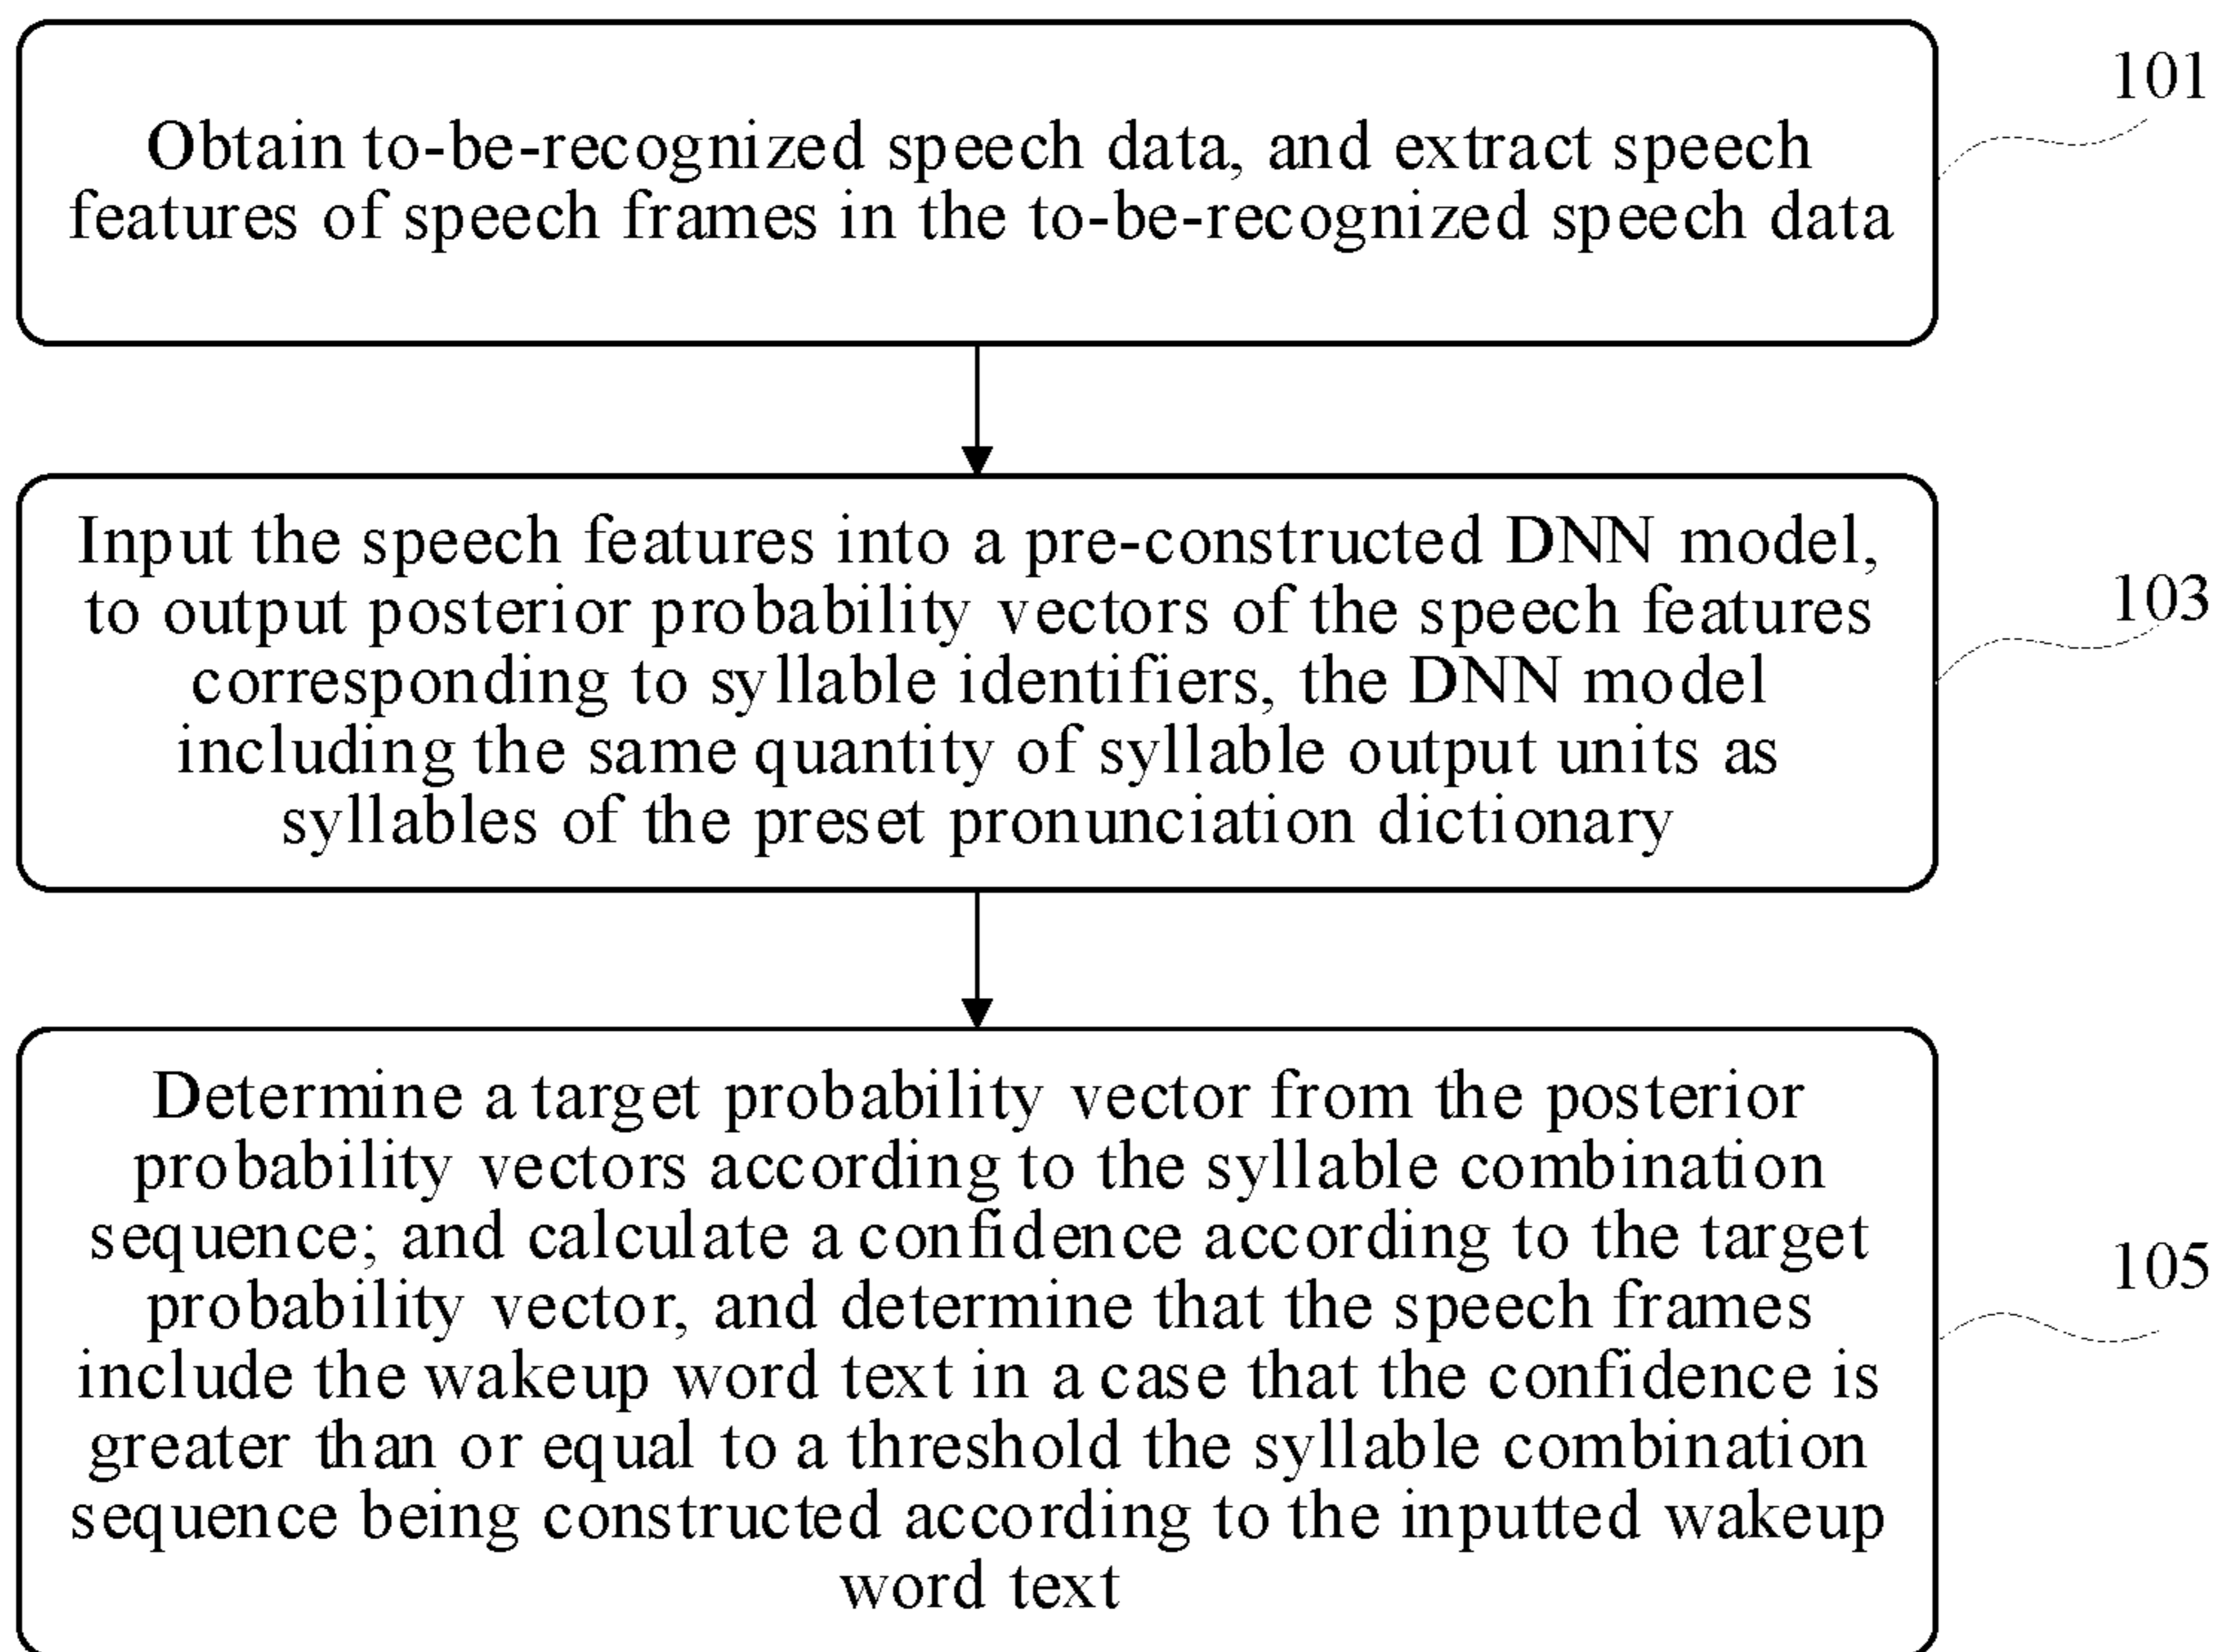 Obtain to-be-recognized speech data, and extract speech
features of speech frames in the to-be-recognized speech data
101
Input the speech features into a pre-constructed DNN model,
to output posterior probability vectors of the speech features
corresponding to syllable identifiers, the DNN model
including the same quantity of syllable output units as
syllables of the preset pronunciation dictionary
103
Determine a target probability vector from the posterior
probability vectors according to the syllable combination
sequence; and calculate a confidence according to the target
probability vector, and determine that the speech frames
include the wakeup word text in a case that the confidence is
greater than or equal to a threshold the syllable combination
sequence being constructed according to the inputted wakeup
word text
105